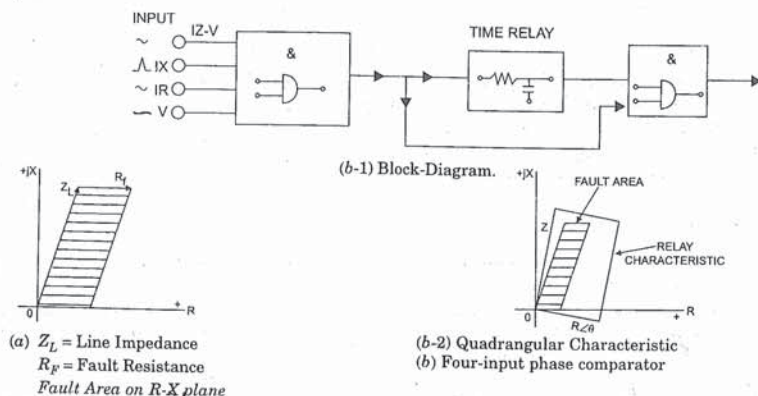 INPUT
IZ-V
IX
IR
V
&
TIME RELAY
&
(b-1) Block-Diagram.
+jX
Z_L
R_f
0
+
R
(a) Z_L = Line Impedance
R_F = Fault Resistance
Fault Area on R-X plane
+jX
FAULT AREA
Z
RELAY
CHARACTERISTIC
0
R∠θ
+
R
(b-2) Quadrangular Characteristic
(b) Four-input phase comparator